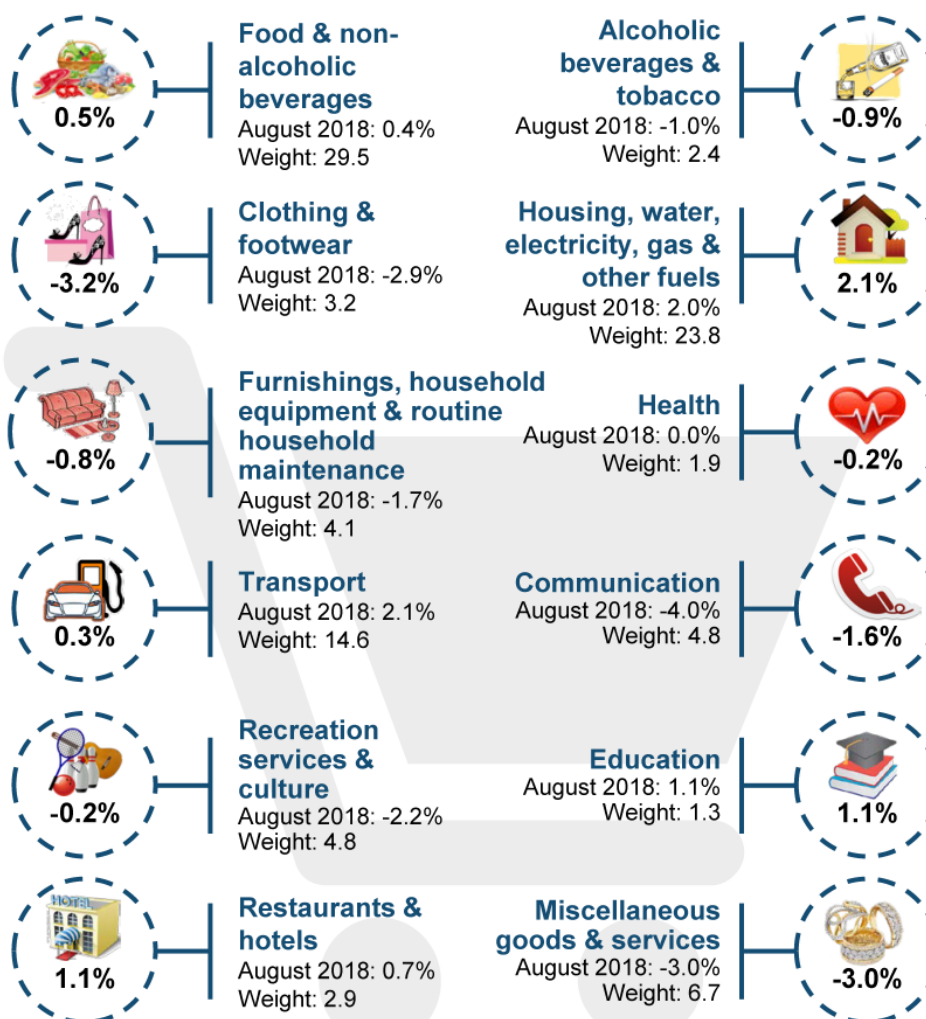 Food & non-
alcoholic
beverages
August 2018: 0.4%
Weight: 29.5
0.5%
Alcoholic
beverages &
tobacco
August 2018: -1.0%
Weight: 2.4
-0.9%
Clothing &
footwear
August 2018: -2.9%
Weight: 3.2
-3.2%
Housing, water,
electricity, gas &
other fuels
August 2018: 2.0%
Weight: 23.8
2.1%
Furnishings, household
equipment & routine
household
maintenance
August 2018: -1.7%
Weight: 4.1
-0.8%
Health
August 2018: 0.0%
Weight: 1.9
-0.2%
Transport
August 2018: 2.1%
Weight: 14.6
0.3%
Communication
August 2018: -4.0%
Weight: 4.8
-1.6%
Recreation
services &
culture
August 2018: -2.2%
Weight: 4.8
-0.2%
Education
August 2018: 1.1%
Weight: 1.3
1.1%
HOTEL
Restaurants &
hotels
August 2018: 0.7%
Weight: 2.9
1.1%
Miscellaneous
goods & services
August 2018: -3.0%
Weight: 6.7
-3.0%